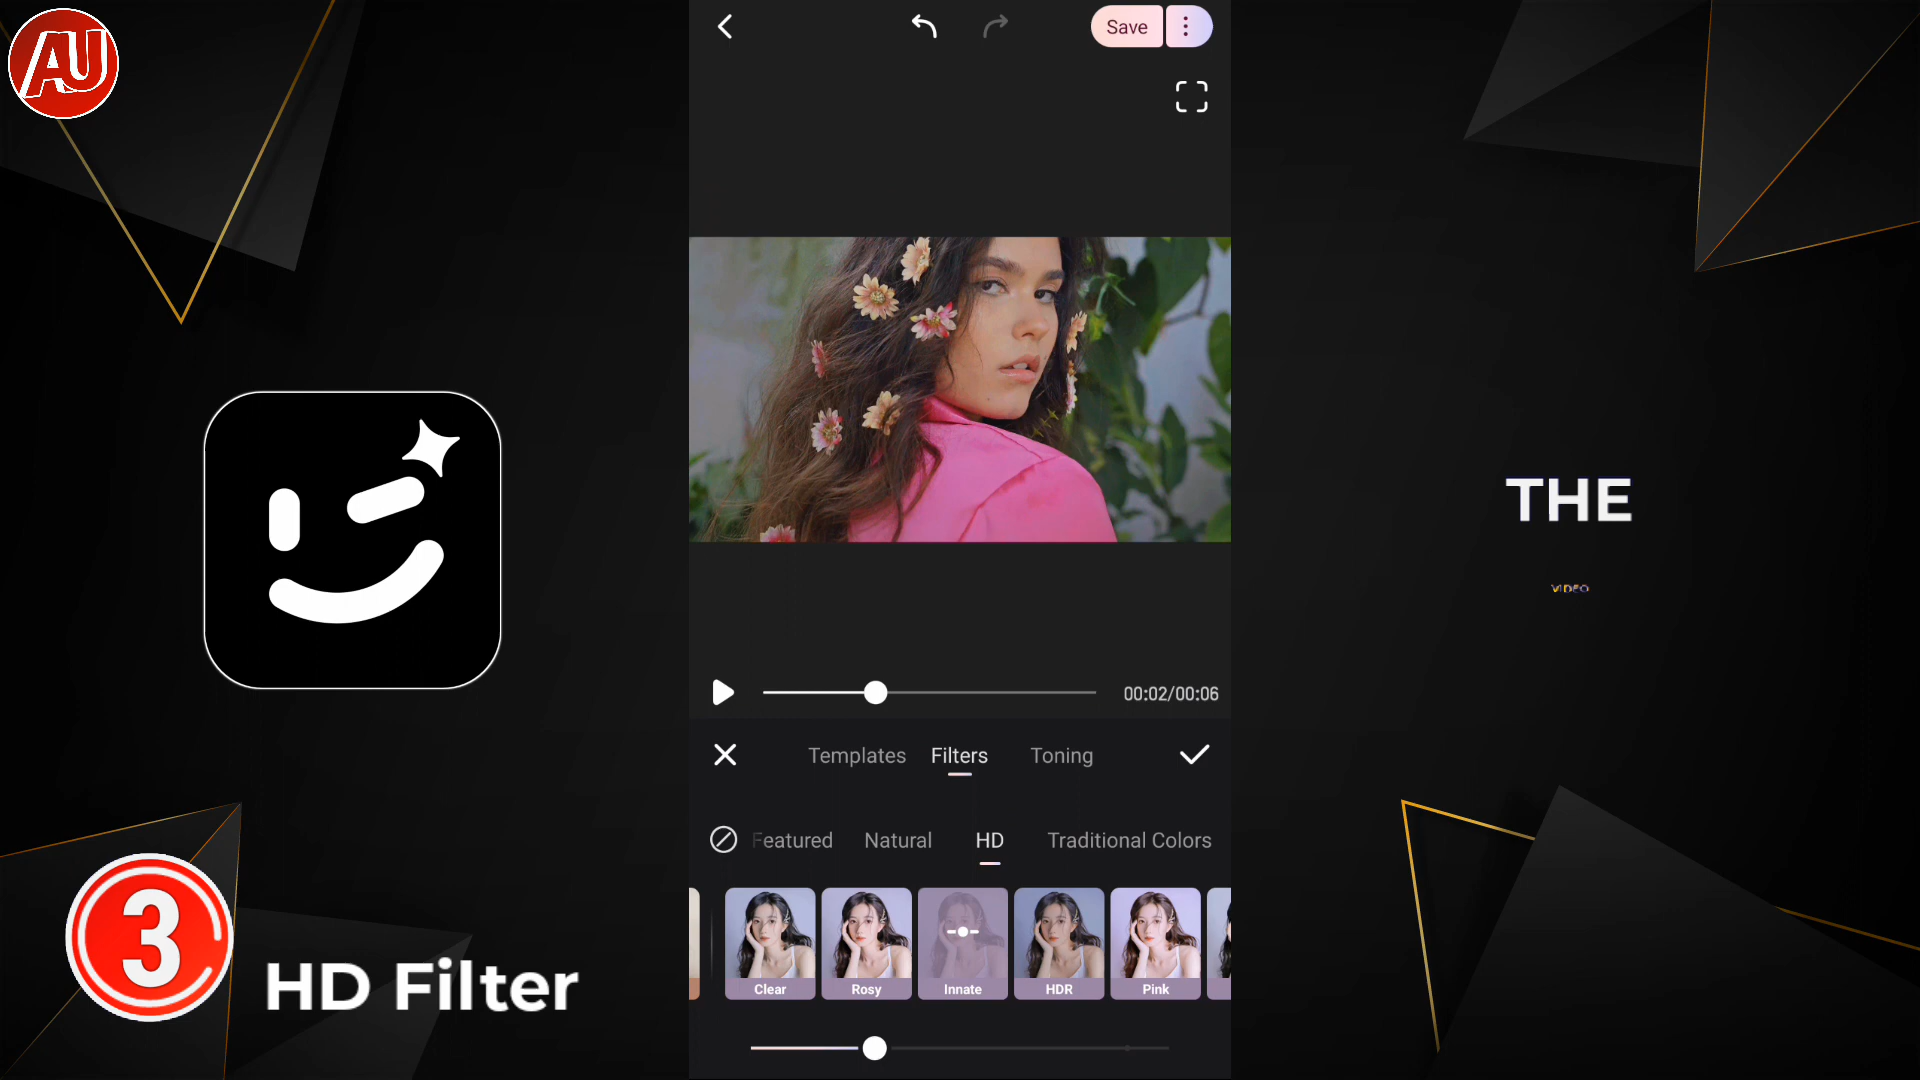 AU
Save
THE
VIDEO
00:02/00:06
Templates Filters Toning
Featured Natural HD Traditional Colors
Clear Rosy Innate HDR Pink
3
HD Filter